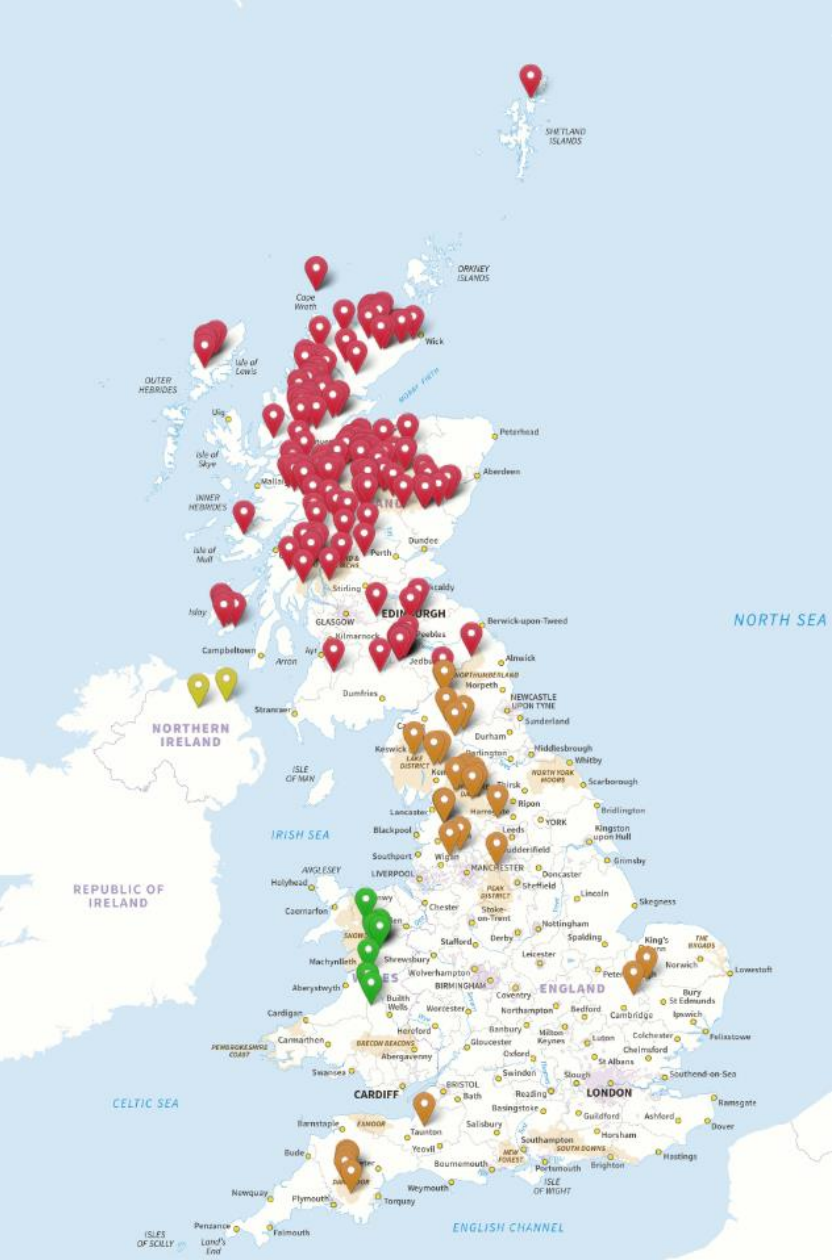 SHETLAND
ISLANDS
ORKNEY
ISLANDS
Cape
Wrath
Wick
Isle of
Lewis
OUTER
HEBRIDES
MORAY FIRTH
Uig
Peterhead
Isle of
Skye
Aberdeen
INNER
HEBRIDES
Isle of
Mull
Dundee
Perth
Stirling
Islay
GLASGOW
Kilmarnock
Peebles
Berwick-upon-Tweed
NORTH SEA
Campbeltown
Arran
Ayr
Alnwick
NORTHUMBERLAND
Morpeth
Dumfries
NEWCASTLE
UPON TYNE
Stranraer
Sunderland
NORTHERN
IRELAND
Durham
Keswick
Darlington
Middlesbrough
Whitby
LAKE
DISTRICT
ISLE
OF MAN
NORTH YORK
MOORS
Scarborough
Ripon
Lancaster
Bridlington
YORK
IRISH SEA
Blackpool
Leeds
Kingston
upon Hull
Southport
Wigan
Grimsby
MANCHESTER
LIVERPOOL
Doncaster
ANGLESEY
Sheffield
Holyhead
REPUBLIC OF
IRELAND
PEAK
DISTRICT
Lincoln
Caernarfon
Chester
Skegness
Stoke-
on-Trent
Nottingham
Derby
Spalding
Stafford
King's
THE
BROADS
Leicester
Machynlleth
Shrewsbury
Norwich
Lowestoft
Wolverhampton
BIRMINGHAM
Aberystwyth
ENGLAND
Coventry
Bury
St Edmunds
Builth
Wells
Worcester
Northampton
Bedford
Cambridge
Ipswich
Cardigan
Hereford
Banbury
Milton
Keynes
Colchester
Felixstowe
Carmarthen
BRECON BEACONS
Gloucester
Luton
PEMBROKESHIRE
COAST
Abergavenny
Oxford
Chelmsford
St Albans
Swansea
Swindon
Slough
Southend-on-Sea
BRISTOL
CARDIFF
Bath
Reading
LONDON
CELTIC SEA
Basingstoke
Ramsgate
Guildford
Ashford
Barnstaple
EXMOOR
Taunton
Salisbury
Dover
Southampton
Horsham
Bude
Yeovil
SOUTH DOWNS
NEW
FOREST
Bournemouth
Portsmouth
Brighton
Hastings
Weymouth
ISLE
OF WIGHT
Newquay
Plymouth
Torquay
Penzance
Falmouth
ENGLISH CHANNEL
ISLES
OF SCILLY
Land's
End